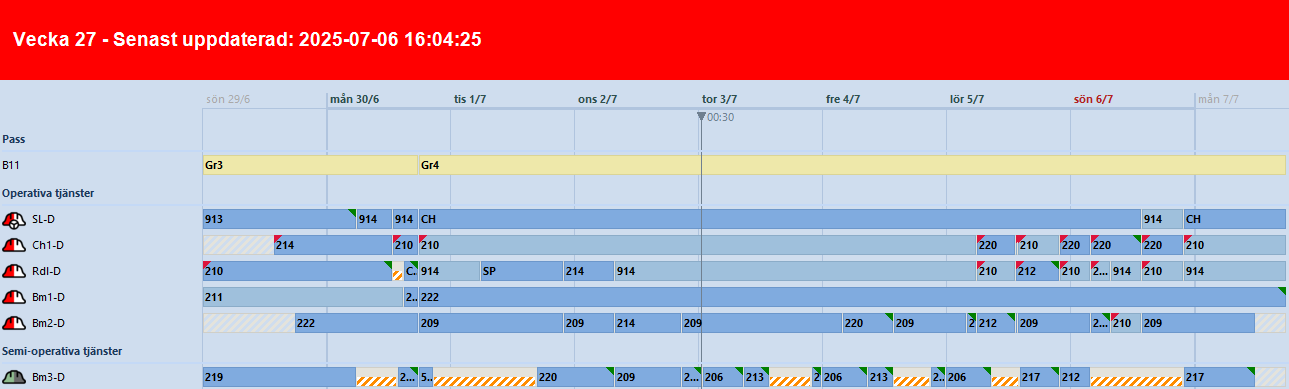 Vecka 27 - Senast uppdaterad: 2025-07-06 16:04:25
sön 29/6 mån 30/6 tis 1/7 ons 2/7 tor 3/7 fre 4/7 lör 5/7 sön 6/7 mån 7/7
00:30
Pass
B11 Gr3 Gr4
Operativa tjänster
SL-D 913 914 914 CH 914 CH
Ch1-D 214 210 210 220 210 220 220 220 210
Rdl-D 210 C.. 914 SP 214 914 210 212 210 2... 914 210 914
Bm1-D 211 2... 222
Bm2-D 222 209 209 214 209 220 209 2 212 209 2... 210 209
Semi-operativa tjänster
Bm3-D 219 2... 5... 220 209 2... 206 213 2 206 213 2... 206 217 212 217